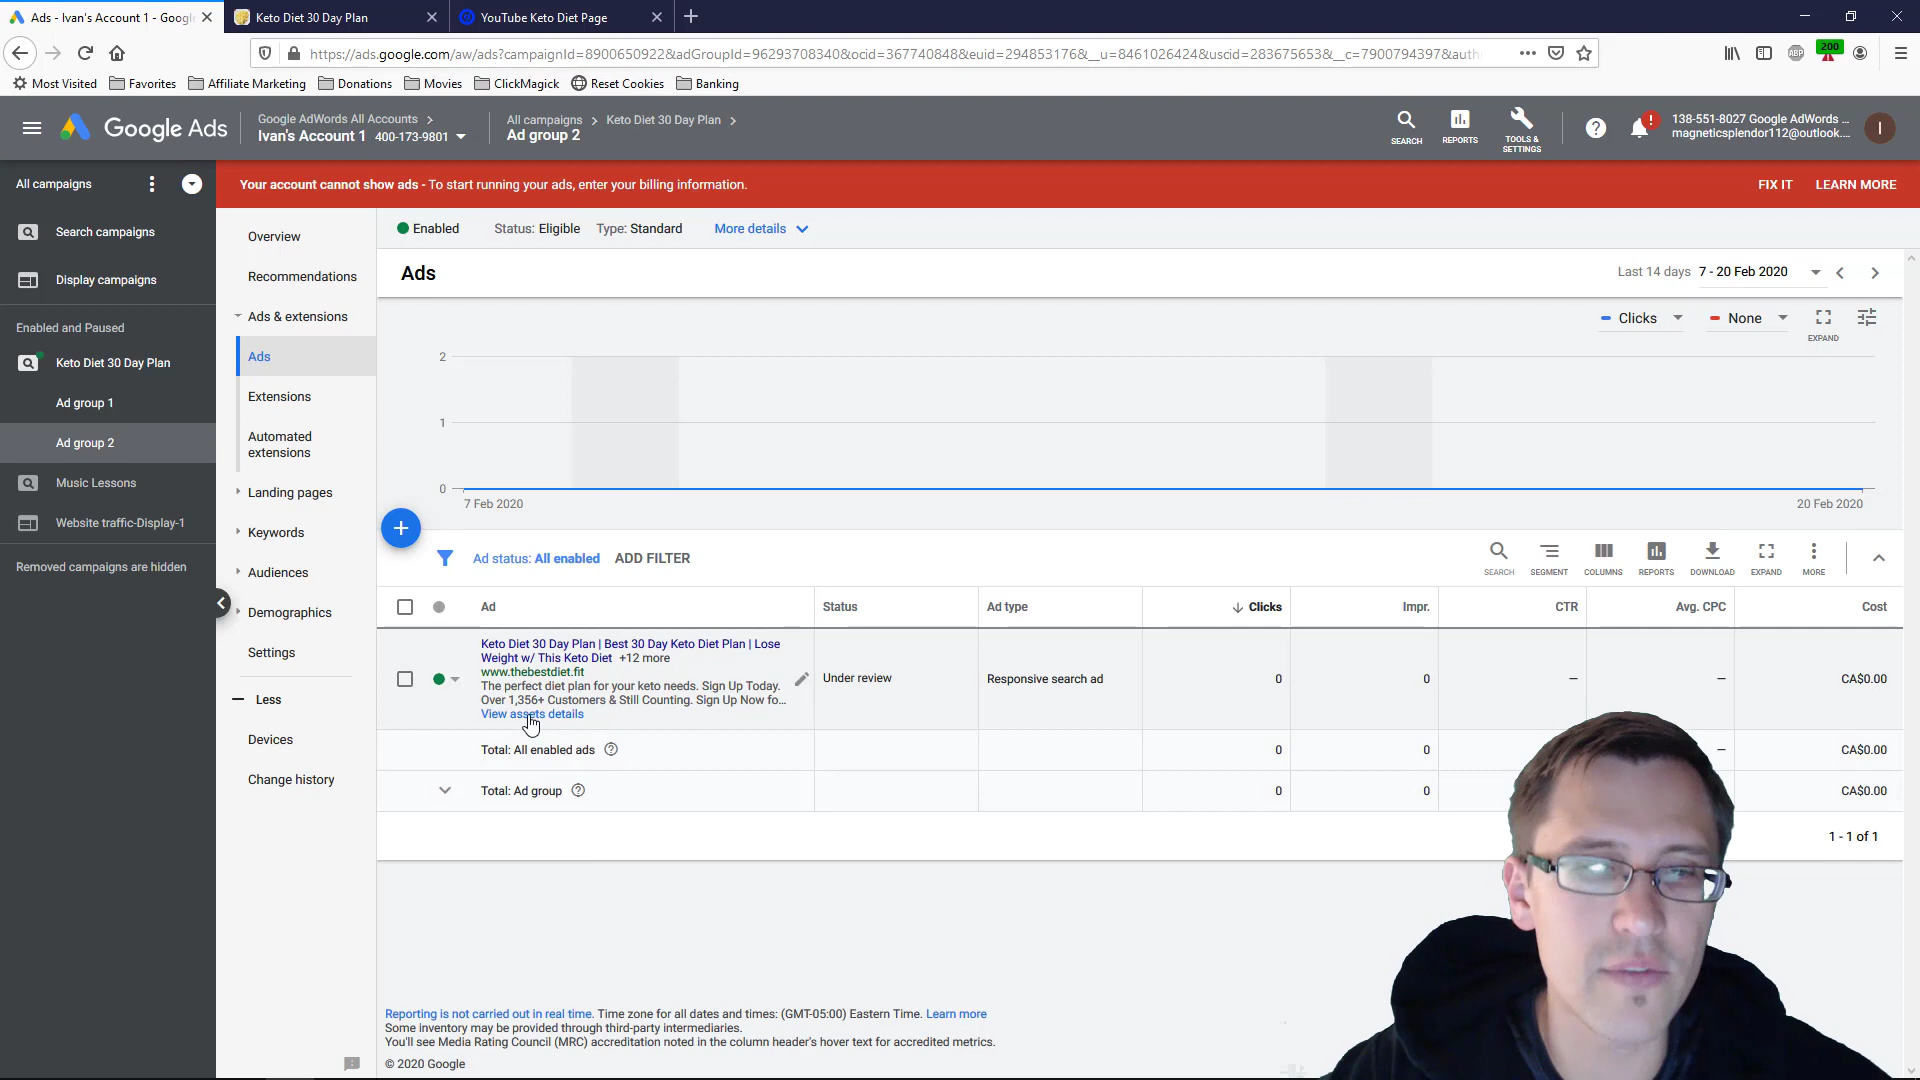 Ads - Ivan's Account 1 - Googl
Keto Diet 30 Day Plan
YouTube Keto Diet Page
https://ads.google.com/aw/ads?campaignId=8900650922&adGroupId=96293708340&ocid=367740848&euid=294853176&__u=8461026424&uscid=283675653&__c=7900794397&auth
ABP
200
Most Visited
Favorites
Affiliate Marketing
Donations
Movies
ClickMagick
Reset Cookies
Banking
Google Ads
Google AdWords All Accounts
Ivan's Account 1 400-173-9801
All campaigns > Keto Diet 30 Day Plan >
Ad group 2
SEARCH
REPORTS
TOOLS &
SETTINGS
138-551-8027 Google AdWords ...
magneticsplendor112@outlook....
I
All campaigns
Your account cannot show ads - To start running your ads, enter your billing information.
FIX IT
LEARN MORE
Search campaigns
Display campaigns
Enabled and Paused
Keto Diet 30 Day Plan
Ad group 1
Ad group 2
Music Lessons
Website traffic-Display-1
Removed campaigns are hidden
Overview
Recommendations
Ads & extensions
Ads
Extensions
Automated
extensions
Landing pages
Keywords
Audiences
Demographics
Settings
Less
Devices
Change history
Enabled
Status: Eligible
Type: Standard
More details
Ads
Last 14 days 7 - 20 Feb 2020
Clicks
None
EXPAND
2
1
0
7 Feb 2020
20 Feb 2020
Ad status: All enabled
ADD FILTER
SEARCH
SEGMENT
COLUMNS
REPORTS
DOWNLOAD
EXPAND
MORE
Ad
Status
Ad type
Clicks
Impr.
CTR
Avg. CPC
Cost
Keto Diet 30 Day Plan | Best 30 Day Keto Diet Plan | Lose
Weight w/ This Keto Diet +12 more
www.thebestdiet.fit
The perfect diet plan for your keto needs. Sign Up Today.
Over 1,356+ Customers & Still Counting. Sign Up Now fo...
View assets details
Under review
Responsive search ad
0
0
–
–
CA$0.00
Total: All enabled ads
0
0
–
CA$0.00
Total: Ad group
0
0
CA$0.00
1 - 1 of 1
Reporting is not carried out in real time. Time zone for all dates and times: (GMT-05:00) Eastern Time. Learn more
Some inventory may be provided through third-party intermediaries.
You'll see Media Rating Council (MRC) accreditation noted in the column header's hover text for accredited metrics.
© 2020 Google